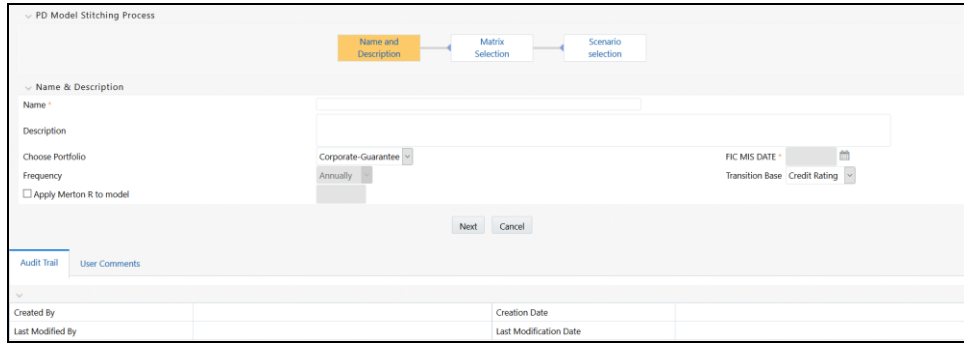 PD Model Stitching Process
Name and Description
Matrix Selection
Scenario selection
Name & Description
Name *
Description
Choose Portfolio Corporate-Guarantee FIC MIS DATE *
Frequency Annually Transition Base Credit Rating
Apply Merton R to model
Next Cancel
Audit Trail User Comments
Created By Creation Date
Last Modified By Last Modification Date